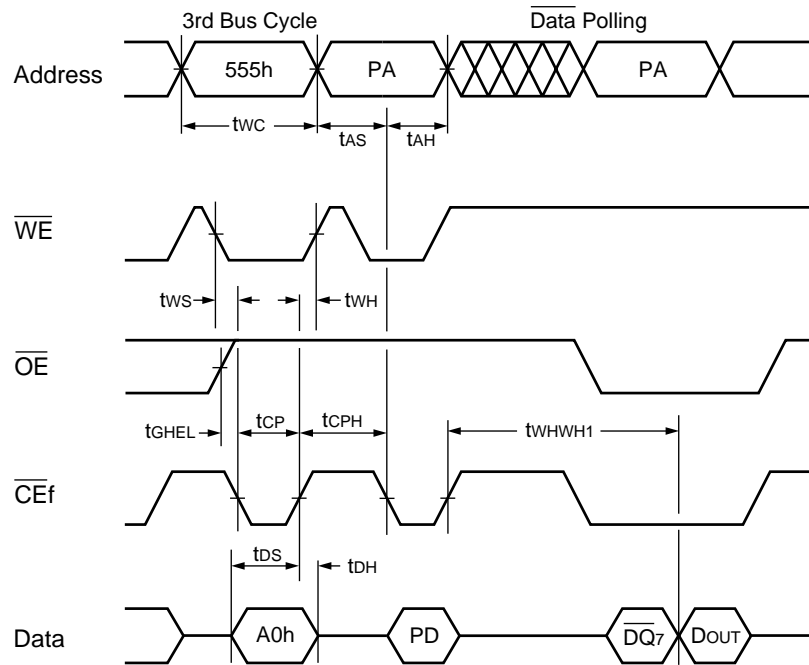 3rd Bus Cycle
Data Polling
Address
555h
PA
PA
tWC
tAS
tAH
WE
tWS
tWH
OE
tGHEL
tCP
tCPH
tWHWH1
CEf
tDS
tDH
Data
A0h
PD
DQ7
DOUT